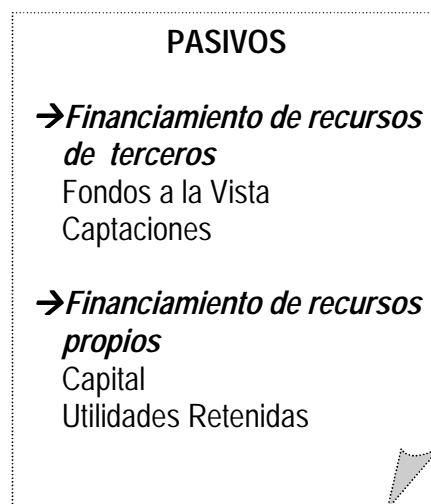 PASIVOS
→Financiamiento de recursos
de terceros
Fondos a la Vista
Captaciones
→Financiamiento de recursos
propios
Capital
Utilidades Retenidas